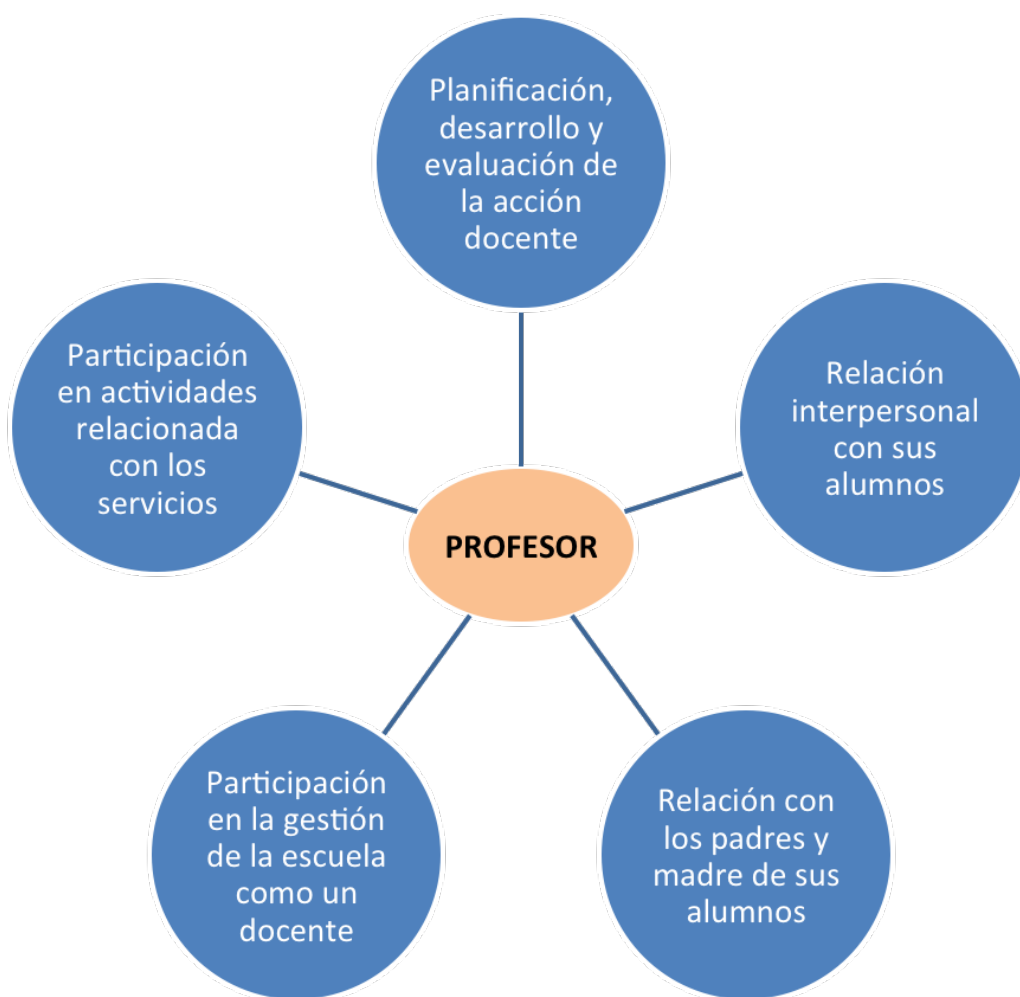 Planificación,
desarrollo y
evaluación de
la acción
docente
Participación
en actividades
relacionada
con los
servicios
Relación
interpersonal
con sus
alumnos
PROFESOR
Participación
en la gestión
de la escuela
como un
docente
Relación con
los padres y
madre de sus
alumnos